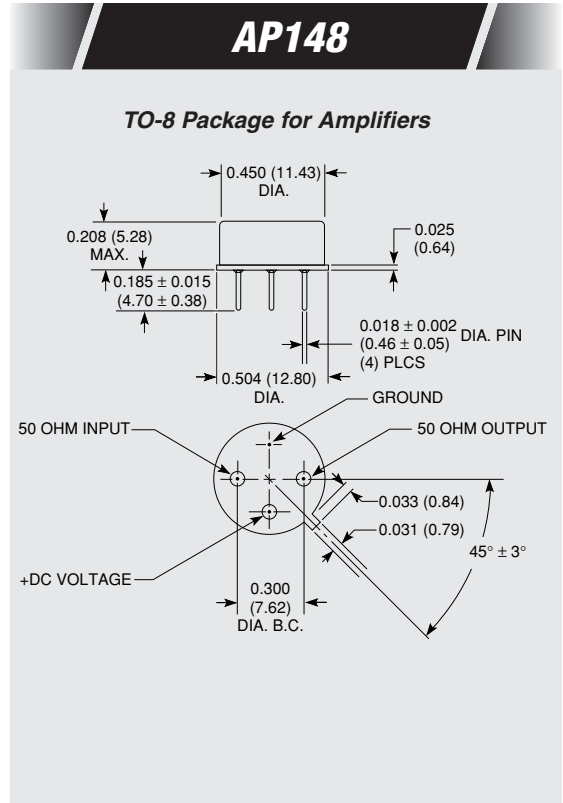 AP148
TO-8 Package for Amplifiers
0.450 (11.43)
DIA.
0.208 (5.28)
MAX.
0.025
(0.64)
0.185 ± 0.015
(4.70 ± 0.38)
0.018 ± 0.002
(0.46 ± 0.05)
(4) PLCS
DIA. PIN
0.504 (12.80)
DIA.
GROUND
50 OHM INPUT
50 OHM OUTPUT
0.033 (0.84)
0.031 (0.79)
45° ± 3°
+DC VOLTAGE
0.300
(7.62)
DIA. B.C.